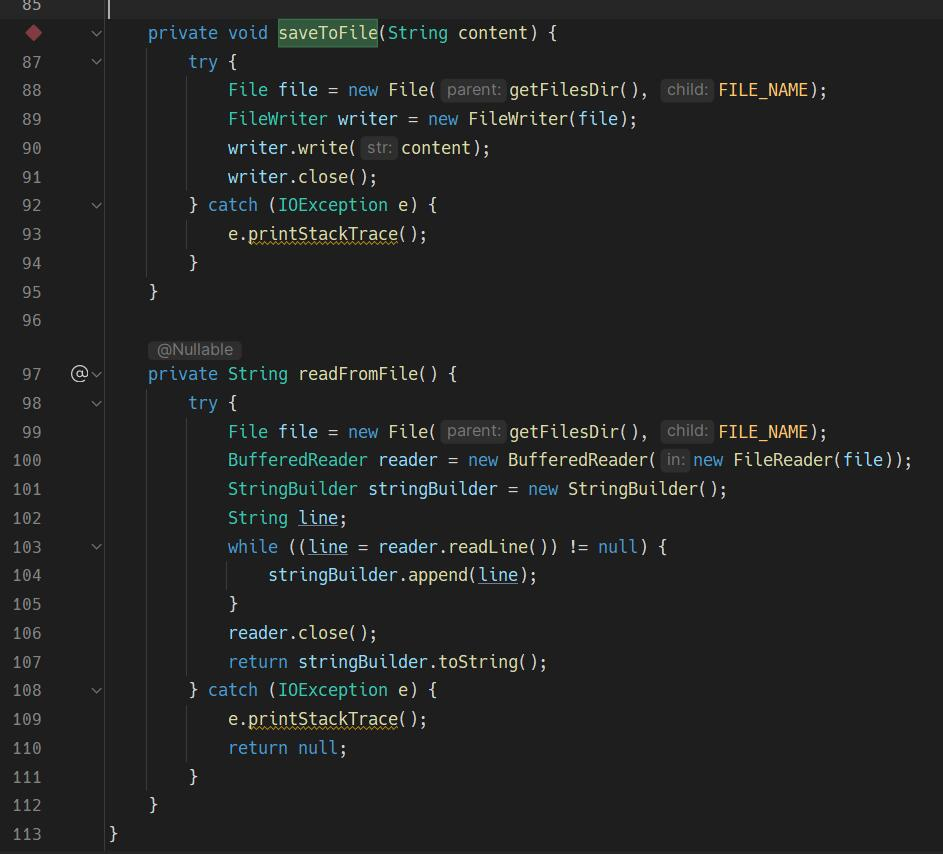 85
private void saveToFile(String content) {
87 try {
88 File file = new File( parent: getFilesDir(), child: FILE_NAME);
89 FileWriter writer = new FileWriter(file);
90 writer.write( str: content);
91 writer.close();
92 } catch (IOException e) {
93 e.printStackTrace();
94 }
95 }
96
@Nullable
97 @ private String readFromFile() {
98 try {
99 File file = new File( parent: getFilesDir(), child: FILE_NAME);
100 BufferedReader reader = new BufferedReader( in: new FileReader(file));
101 StringBuilder stringBuilder = new StringBuilder();
102 String line;
103 while ((line = reader.readLine()) != null) {
104 stringBuilder.append(line);
105 }
106 reader.close();
107 return stringBuilder.toString();
108 } catch (IOException e) {
109 e.printStackTrace();
110 return null;
111 }
112 }
113 }